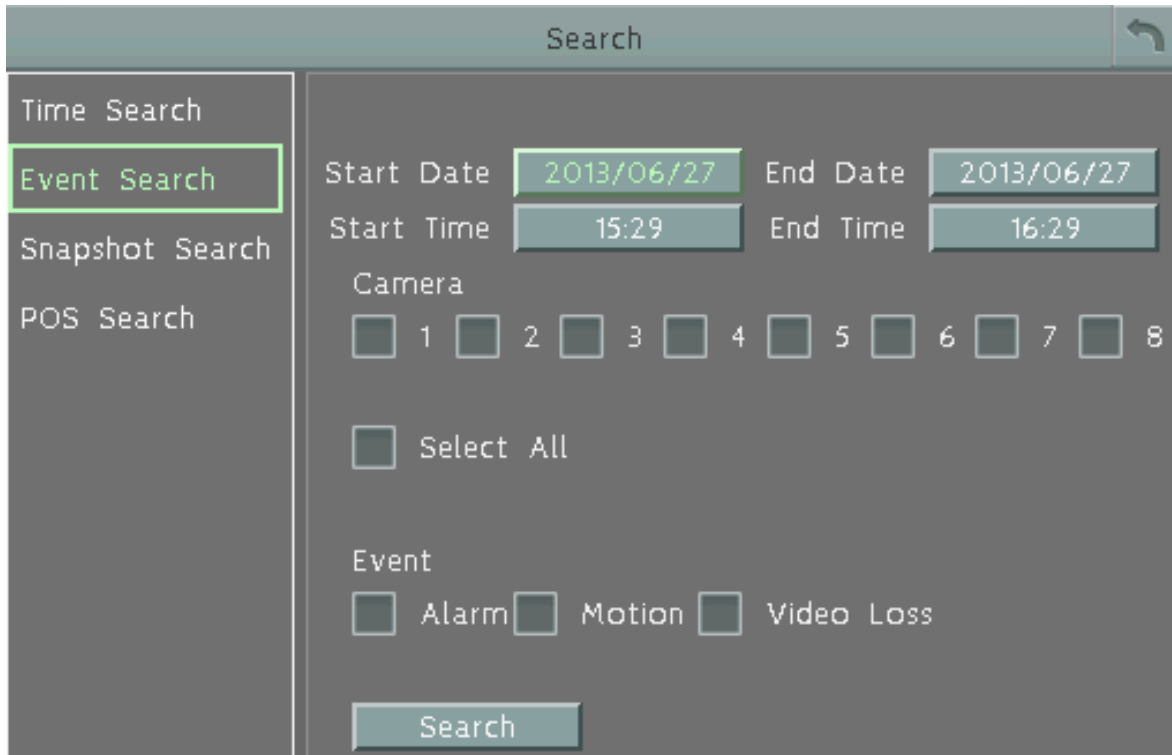 Search
Time Search
Event Search
Snapshot Search
POS Search
Start Date 2013/06/27 End Date 2013/06/27
Start Time 15:29 End Time 16:29
Camera
1 2 3 4 5 6 7 8
Select All
Event
Alarm Motion Video Loss
Search